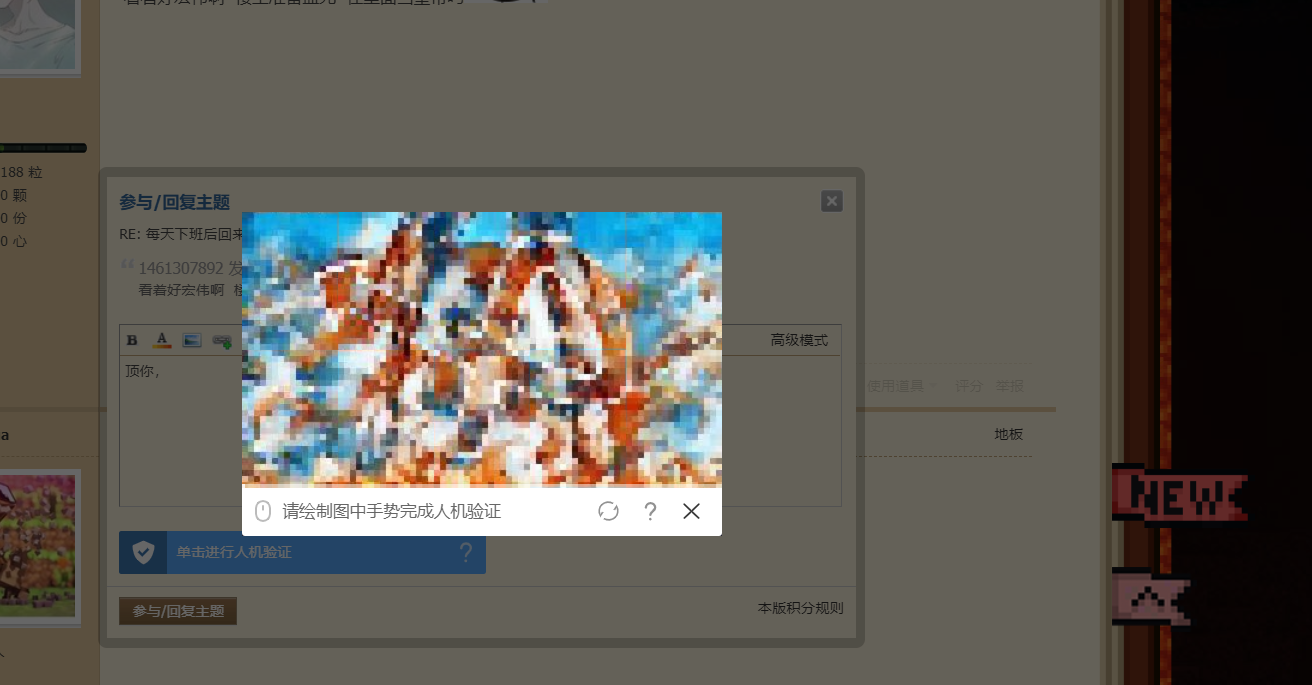 188 粒
0 颗
0 份
0 心
参与/回复主题
RE: 每天下班后回来
1461307892 发
看着好宏伟啊
B
A
高级模式
顶你，
使用道具
评分
举报
a
地板
请绘制图中手势完成人机验证
?
单击进行人机验证
?
参与/回复主题
本版积分规则
NEW